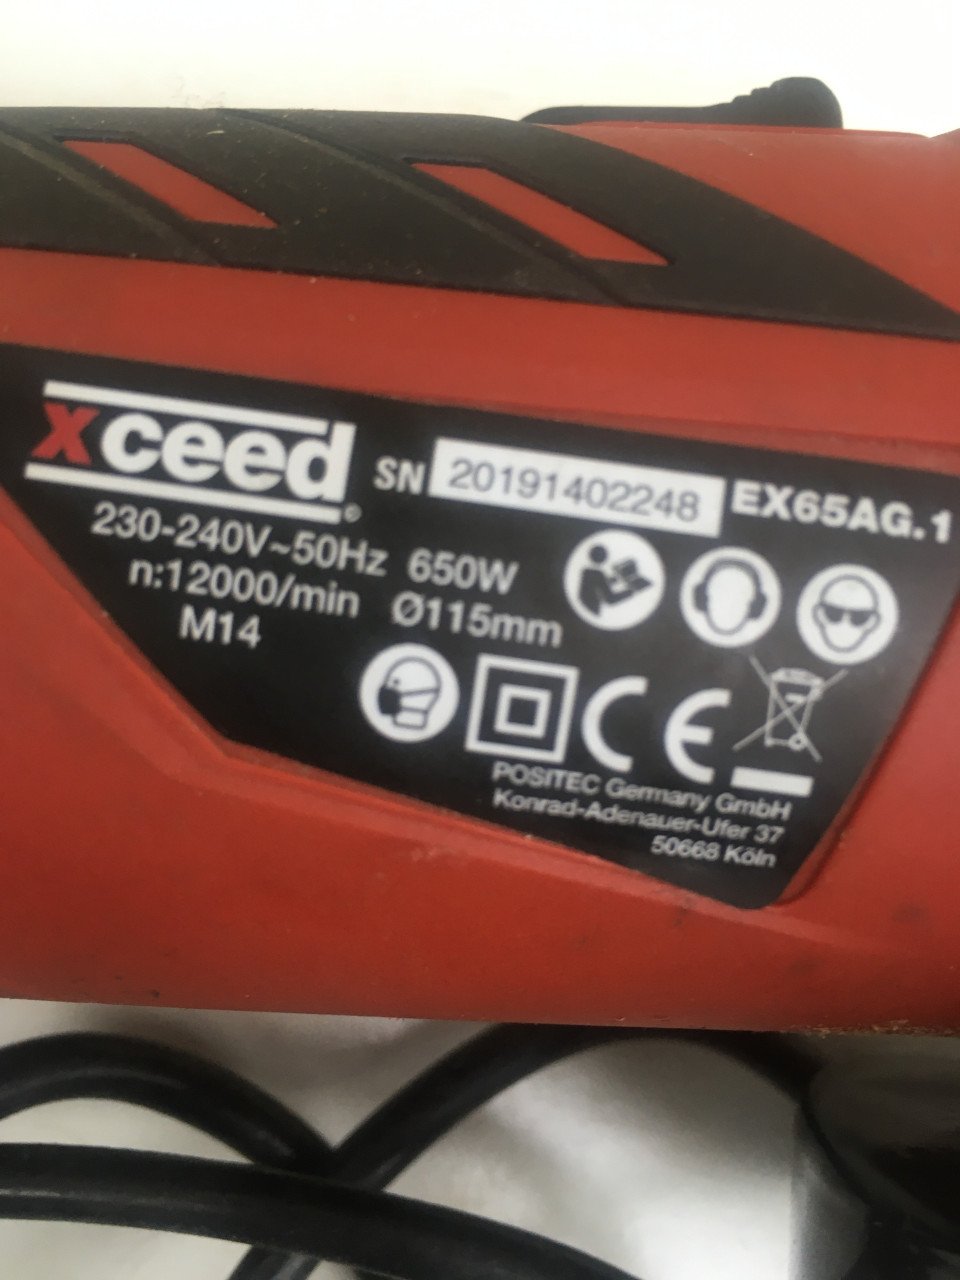 xceed®
SN 20191402248 EX65AG.1
230-240V~50Hz 650W
n:12000/min Ø115mm
M14
CE
POSITEC Germany GmbH
Konrad-Adenauer-Ufer 37
50668 Köln